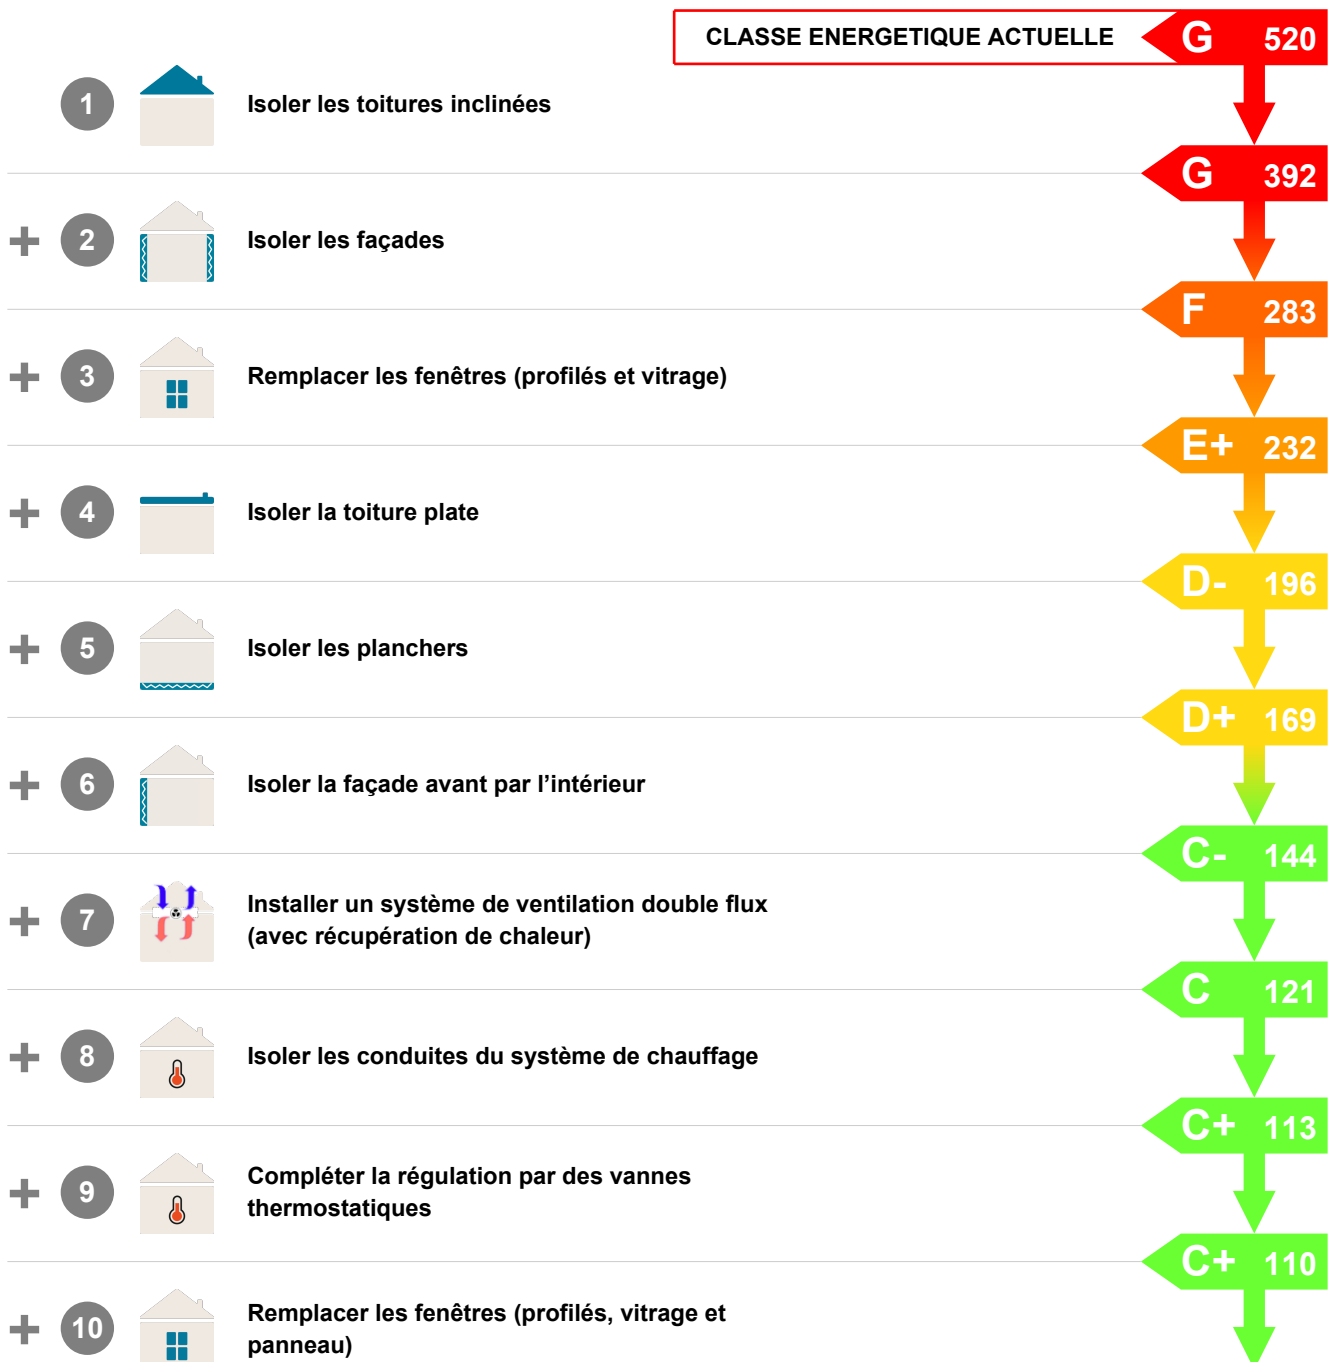 CLASSE ENERGETIQUE ACTUELLE G 520
1 Isoler les toitures inclinées
G 392
+ 2 Isoler les façades
F 283
+ 3 Remplacer les fenêtres (profilés et vitrage)
E+ 232
+ 4 Isoler la toiture plate
D- 196
+ 5 Isoler les planchers
D+ 169
+ 6 Isoler la façade avant par l’intérieur
C- 144
+ 7 Installer un système de ventilation double flux
(avec récupération de chaleur)
C 121
+ 8 Isoler les conduites du système de chauffage
C+ 113
+ 9 Compléter la régulation par des vannes
thermostatiques
C+ 110
+ 10 Remplacer les fenêtres (profilés, vitrage et
panneau)